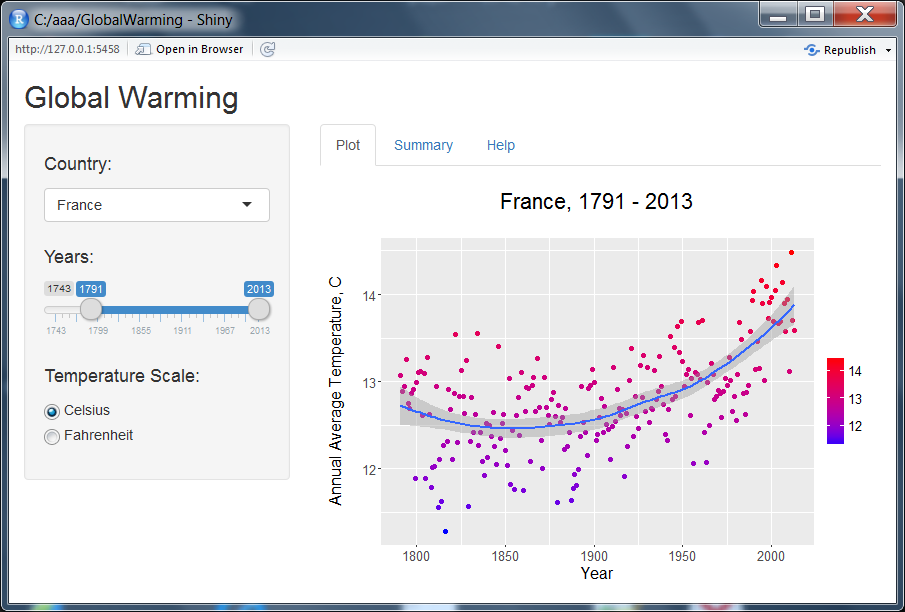 C:/aaa/GlobalWarming - Shiny
http://127.0.0.1:5458 Open in Browser Republish
Global Warming
Country:
France
Years:
1743 1791 2013
1743 1799 1855 1911 1967 2013
Temperature Scale:
Celsius
Fahrenheit
Plot Summary Help
France, 1791 - 2013
Annual Average Temperature, C
14
13
12
1800 1850 1900 1950 2000
Year
14
13
12